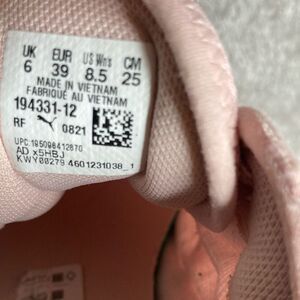 UK EUR US Wn's CM
6 39 8.5 25
MADE IN VIETNAM
FABRIQUÉ AU VIETNAM
194331-12
RF 0821
UPC:195098412870
AD x5HBJ
KWY00279 4601231038_1